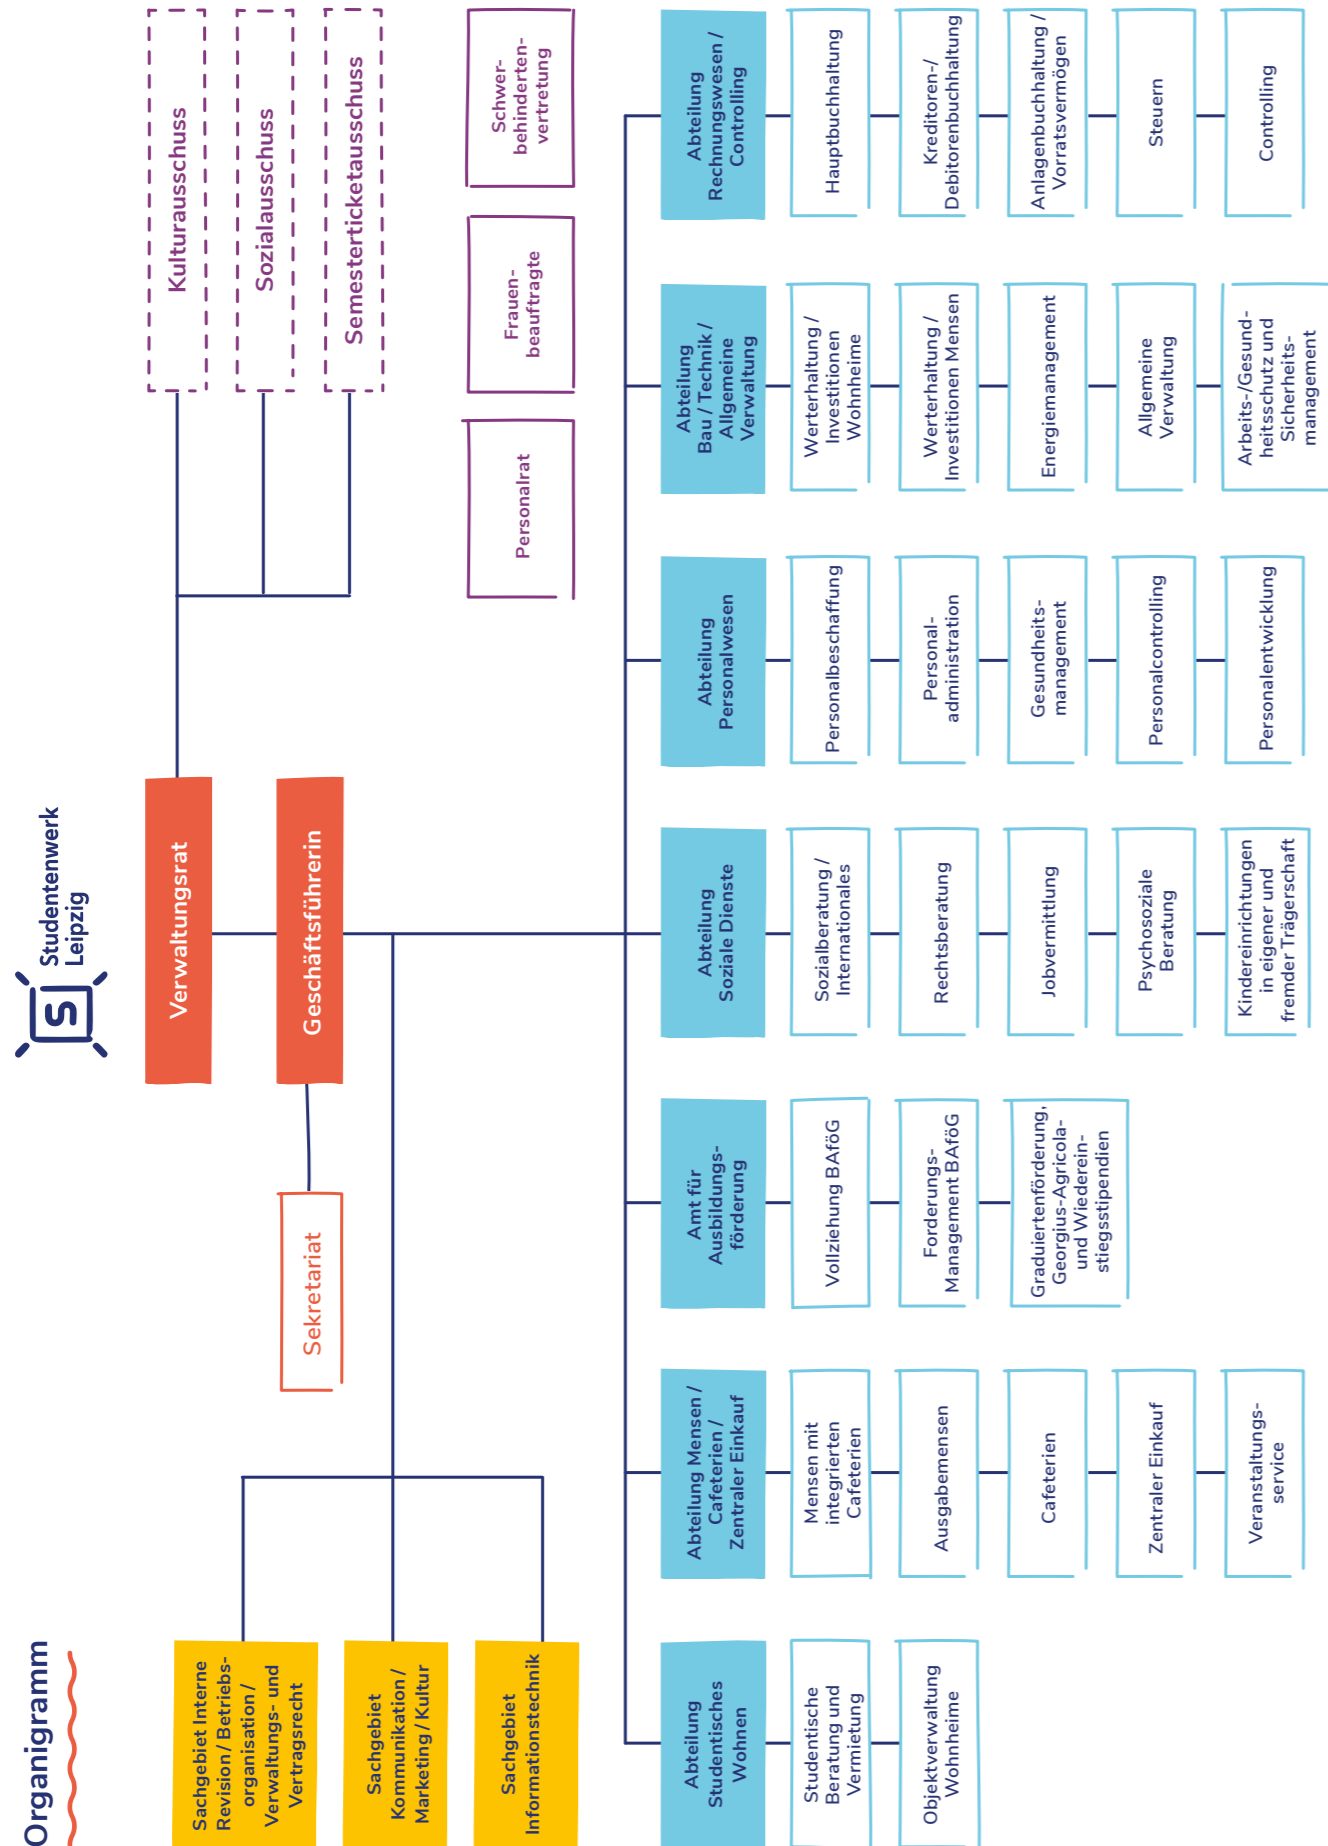 Organigramm
Studentenwerk
Leipzig
Verwaltungsrat
Geschäftsführerin
Sekretariat
Kulturausschuss
Sozialausschuss
Semesterticketausschuss
Sachgebiet Interne
Revision / Betriebs-
organisation /
Verwaltungs- und
Vertragsrecht
Sachgebiet
Kommunikation /
Marketing / Kultur
Sachgebiet
Informationstechnik
Personalrat
Frauen-
beauftragte
Schwer-
behinderten-
vertretung
Abteilung
Studentisches
Wohnen
Studentische
Beratung und
Vermietung
Objektverwaltung
Wohnheime
Abteilung Mensen /
Cafeterien /
Zentraler Einkauf
Mensen mit
integrierten
Cafeterien
Ausgabemensen
Cafeterien
Zentraler Einkauf
Veranstaltungs-
service
Amt für
Ausbildungs-
förderung
Vollziehung BAföG
Forderungs-
Management BAföG
Graduiertenförderung,
Georgius-Agricola-
und Wiederein-
stiegsstipendien
Abteilung
Soziale Dienste
Sozialberatung /
Internationales
Rechtsberatung
Jobvermittlung
Psychosoziale
Beratung
Kindereinrichtungen
in eigener und
fremder Trägerschaft
Abteilung
Personalwesen
Personalbeschaffung
Personal-
administration
Gesundheits-
management
Personalcontrolling
Personalentwicklung
Abteilung
Bau / Technik /
Allgemeine
Verwaltung
Werterhaltung /
Investitionen
Wohnheime
Werterhaltung /
Investitionen Mensen
Energiemanagement
Allgemeine
Verwaltung
Arbeits-/Gesund-
heitsschutz und
Sicherheits-
management
Abteilung
Rechnungswesen /
Controlling
Hauptbuchhaltung
Kreditoren-/
Debitorenbuchhaltung
Anlagenbuchhaltung /
Vorratsvermögen
Steuern
Controlling